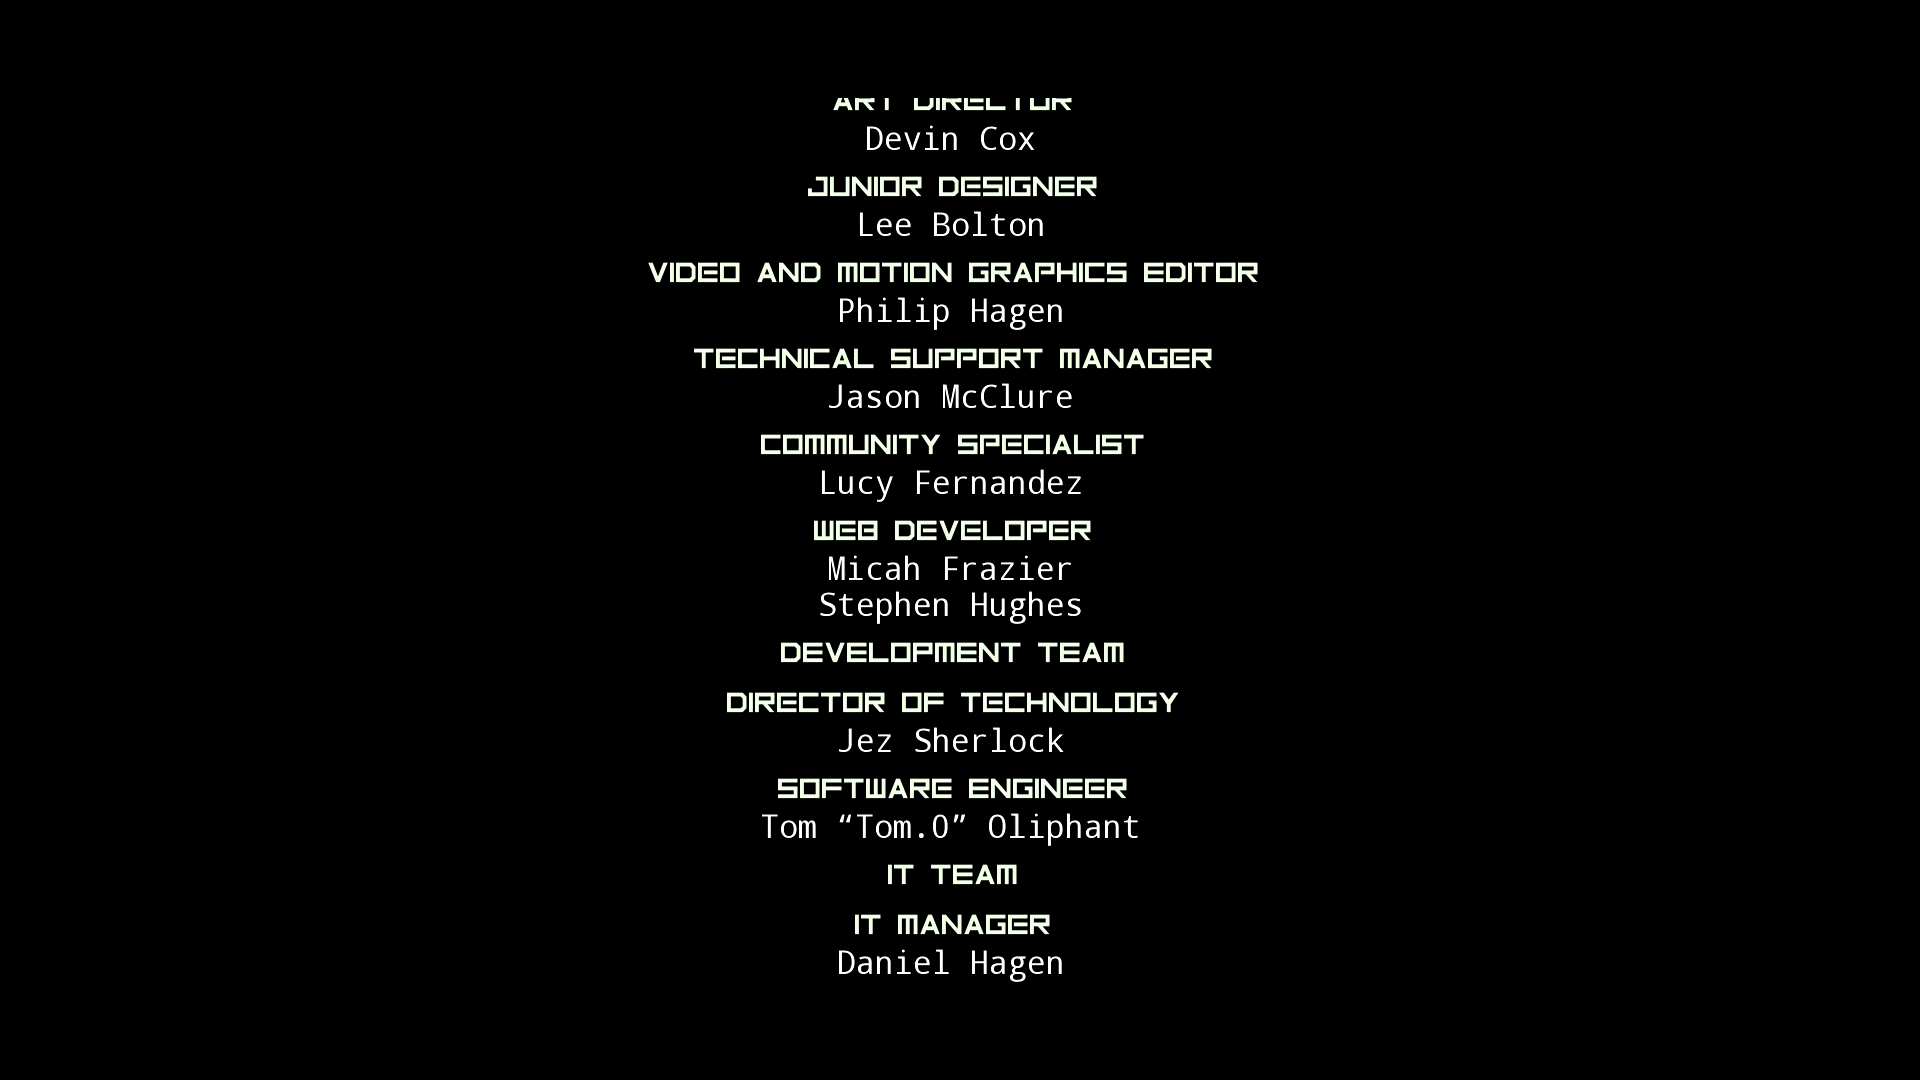 ART DIRECTOR
Devin Cox
JUNIOR DESIGNER
Lee Bolton
VIDEO AND MOTION GRAPHICS EDITOR
Philip Hagen
TECHNICAL SUPPORT MANAGER
Jason McClure
COMMUNITY SPECIALIST
Lucy Fernandez
WEB DEVELOPER
Micah Frazier
Stephen Hughes
DEVELOPMENT TEAM
DIRECTOR OF TECHNOLOGY
Jez Sherlock
SOFTWARE ENGINEER
Tom “Tom.O” Oliphant
IT TEAM
IT MANAGER
Daniel Hagen